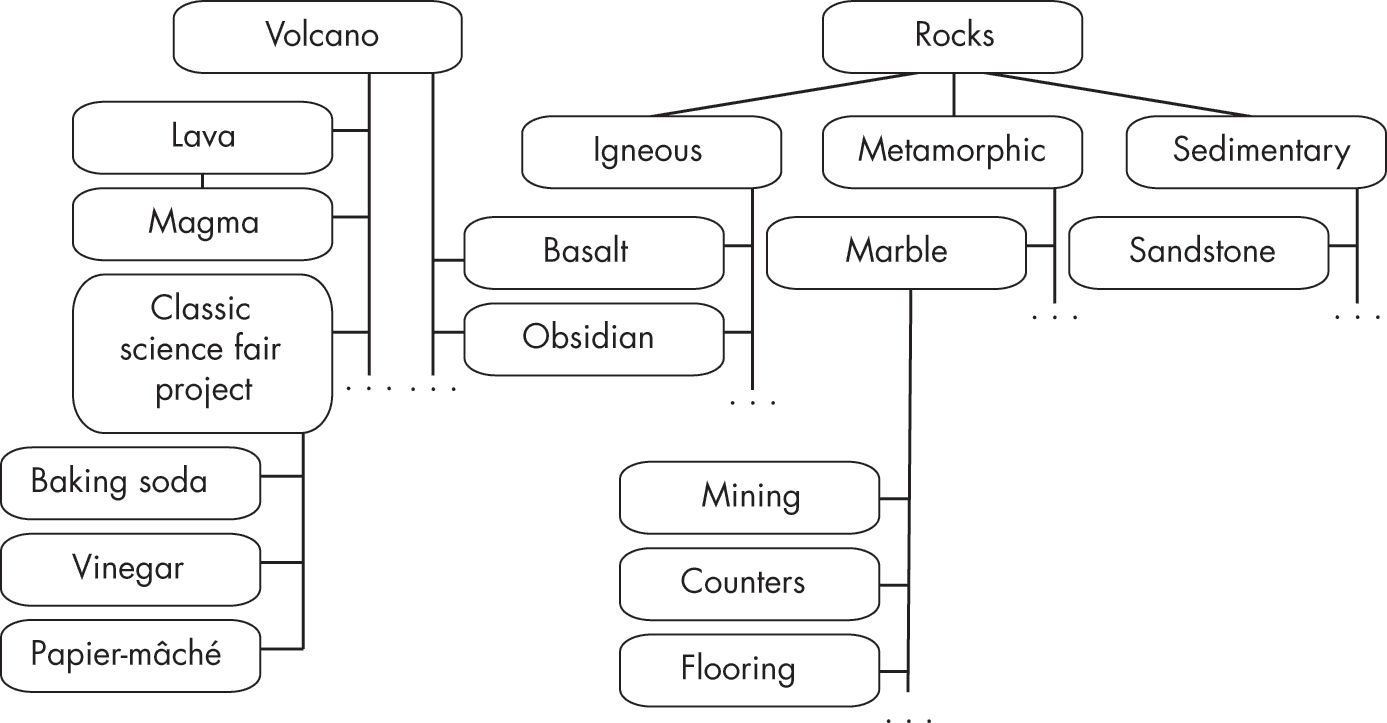 Volcano
Rocks
Lava
Igneous
Metamorphic
Sedimentary
Magma
Basalt
Marble
Sandstone
Classic
science fair
project
Obsidian
. . . . . .
. . .
. . .
. . .
Baking soda
Mining
Vinegar
Counters
Papier-mâché
Flooring
. . .